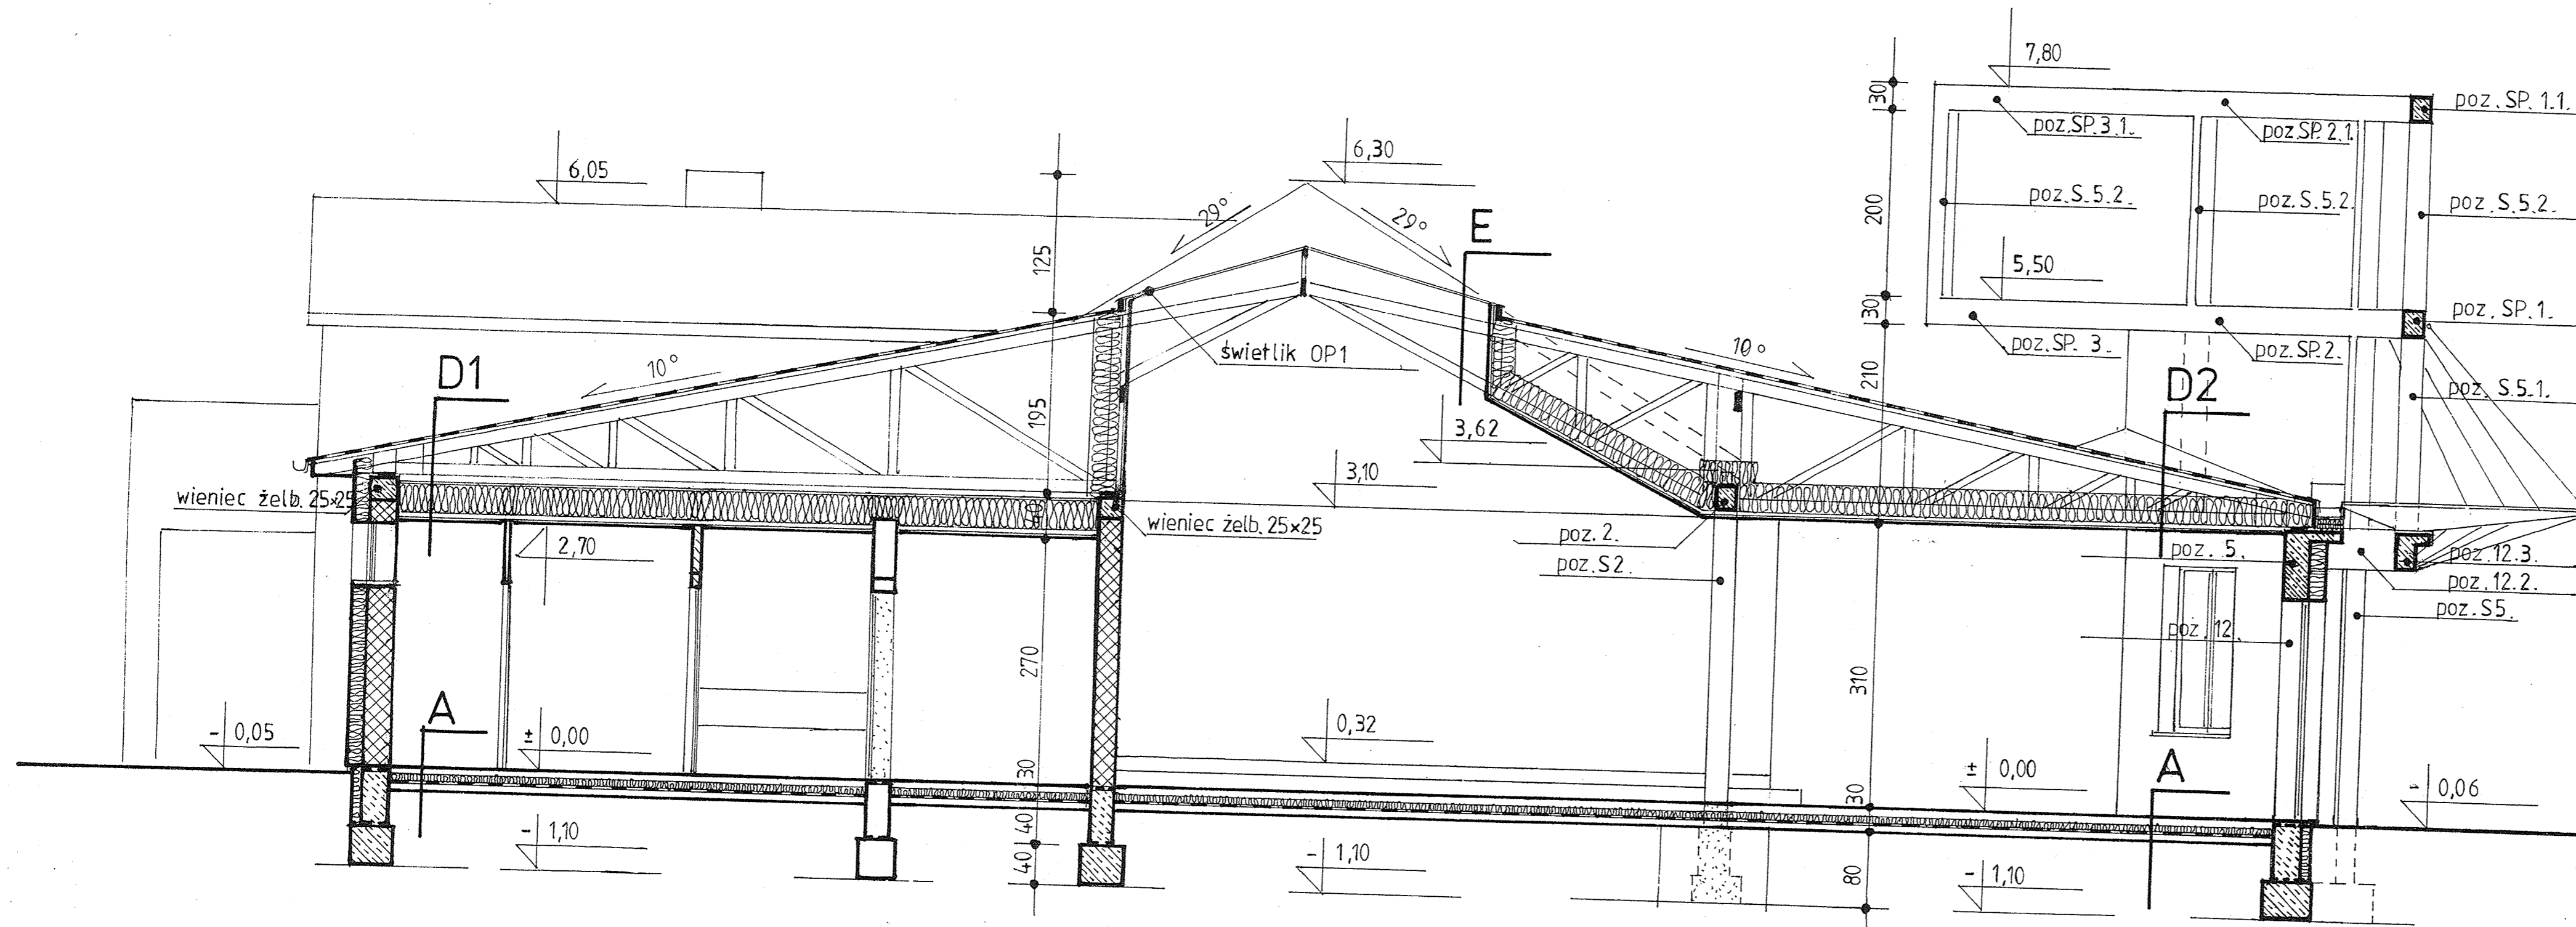 7,80
30
poz. SP. 1.1.
poz.SP.3.1.
poz.SP.2.1.
6,05
6,30
29°
29°
E
200
poz.S.5.2.
poz.S.5.2.
poz.S.5.2.
125
5,50
30
poz.SP.3.
poz.SP.2.
poz.SP.1.
świetlik OP1
D1
10°
10°
210
D2
poz.S.5.1.
195
3,62
3,10
wieniec żelb. 25×25
wieniec żelb. 25×25
2,70
poz. 2.
poz.S2.
poz. 5.
poz.12.3.
poz.12.2.
poz.S5.
poz. 12.
270
310
A
- 0,05
± 0,00
0,32
± 0,00
A
0,06
30
30
- 1,10
40
40
- 1,10
80
- 1,10